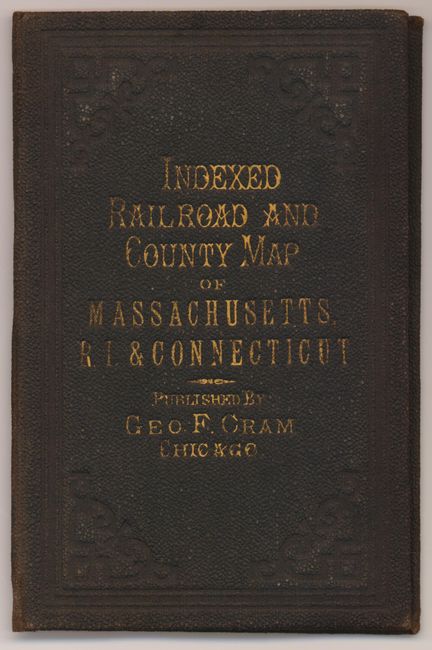 INDEXED
RAILROAD AND
COUNTY MAP
OF
MASSACHUSETTS,
R I & CONNECTICUT
PUBLISHED BY
GEO. F. CRAM
CHICAGO